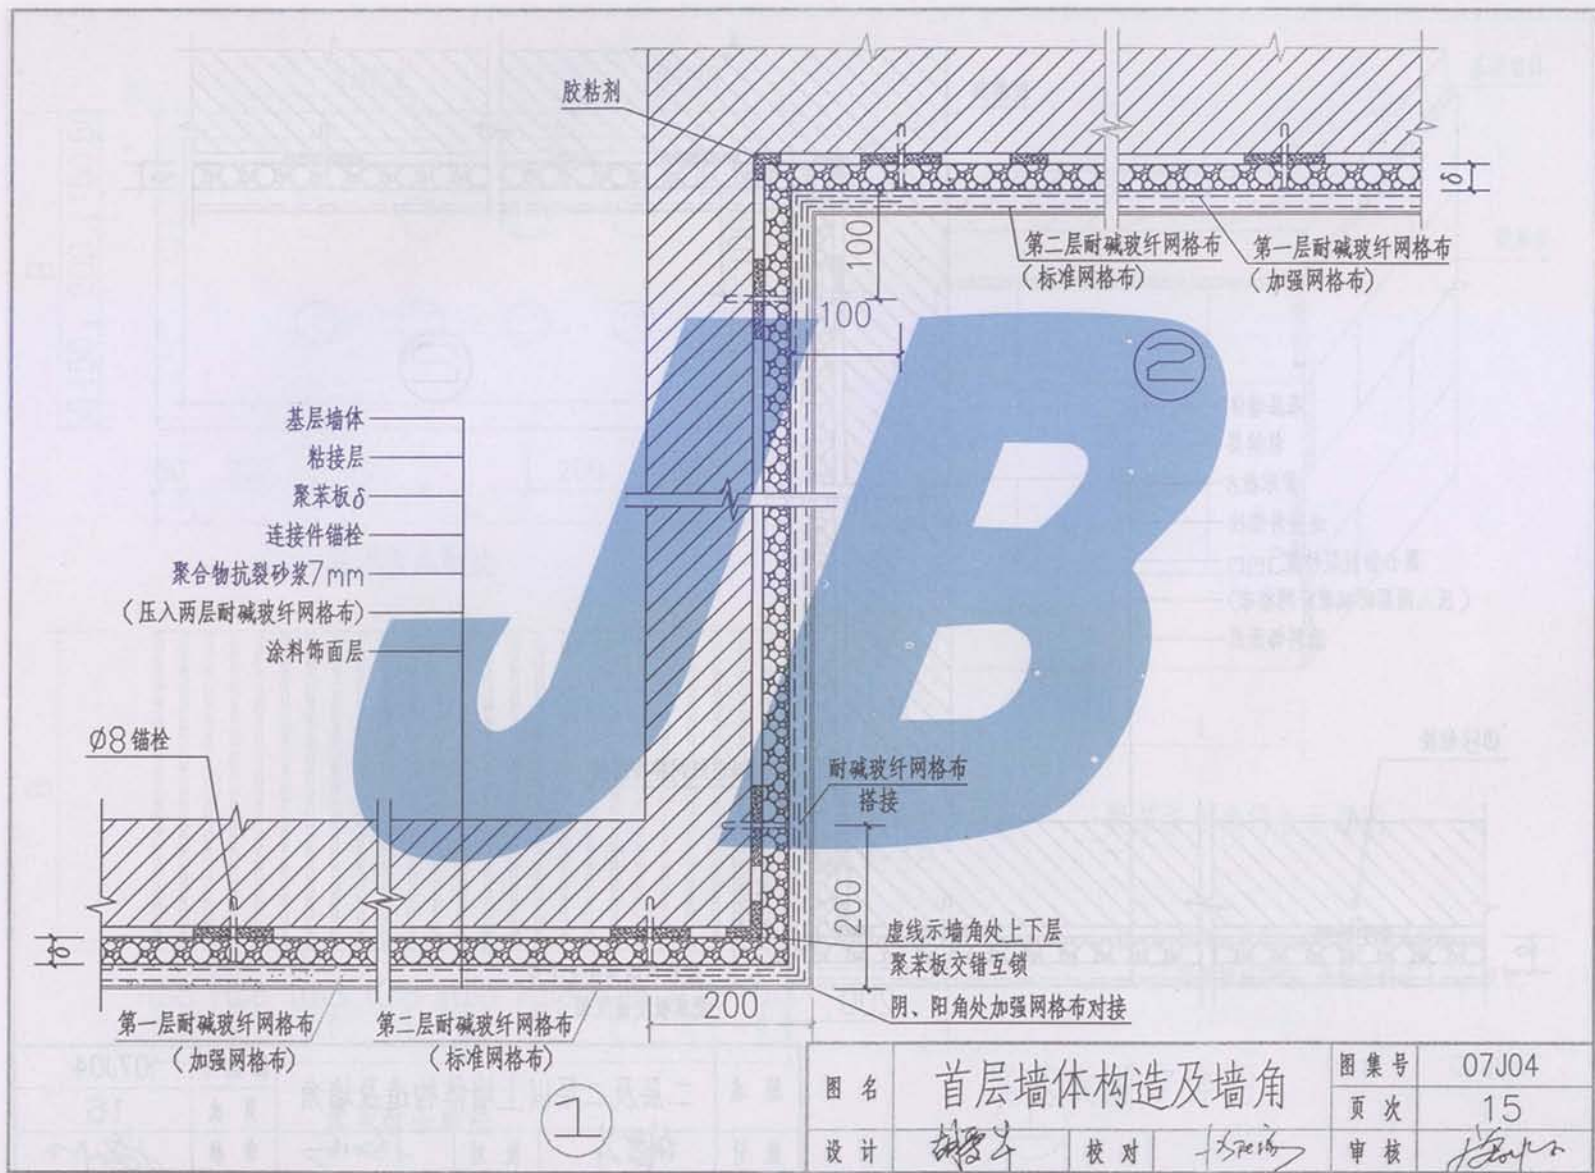 胶粘剂
δ
第二层耐碱玻纤网格布
(标准网格布)
第一层耐碱玻纤网格布
(加强网格布)
100
100
2
基层墙体
粘接层
聚苯板δ
连接件锚栓
聚合物抗裂砂浆7mm
(压入两层耐碱玻纤网格布)
涂料饰面层
JB
Ø8锚栓
耐碱玻纤网格布
搭接
200
δ
虚线示墙角处上下层
聚苯板交错互锁
200
阴、阳角处加强网格布对接
第一层耐碱玻纤网格布
(加强网格布)
第二层耐碱玻纤网格布
(标准网格布)
1
图名 首层墙体构造及墙角 图集号 07J04
页次 15
设计 校对 审核